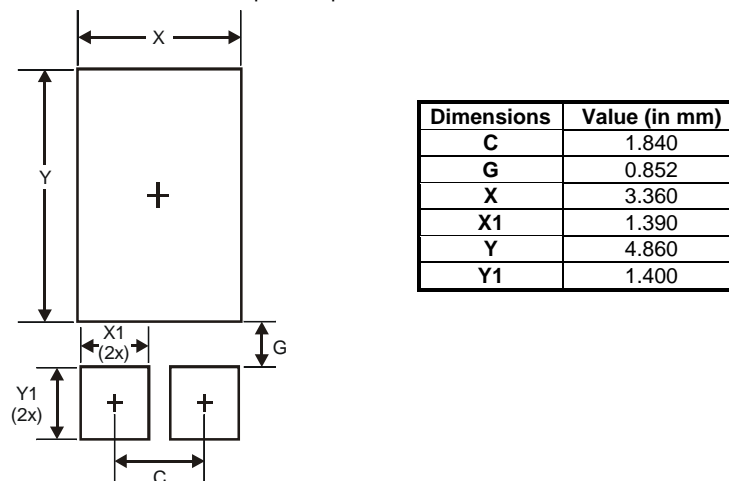 X
Y
X1
(2x)
G
Y1
(2x)
C
Dimensions Value (in mm)
C 1.840
G 0.852
X 3.360
X1 1.390
Y 4.860
Y1 1.400